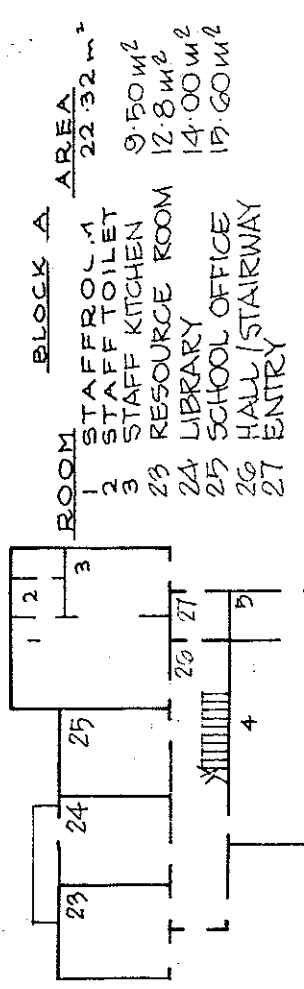 BLOCK A
ROOM AREA
1 STAFFROOM 22.32 m²
2 STAFF TOILET
3 STAFF KITCHEN 9.50 m²
23 RESOURCE ROOM 12.8 m²
24 LIBRARY 14.00 m²
25 SCHOOL OFFICE 15.60 m²
26 HALL / STAIRWAY
27 ENTRY
1 2 3
23 24 25
26 27
4 5